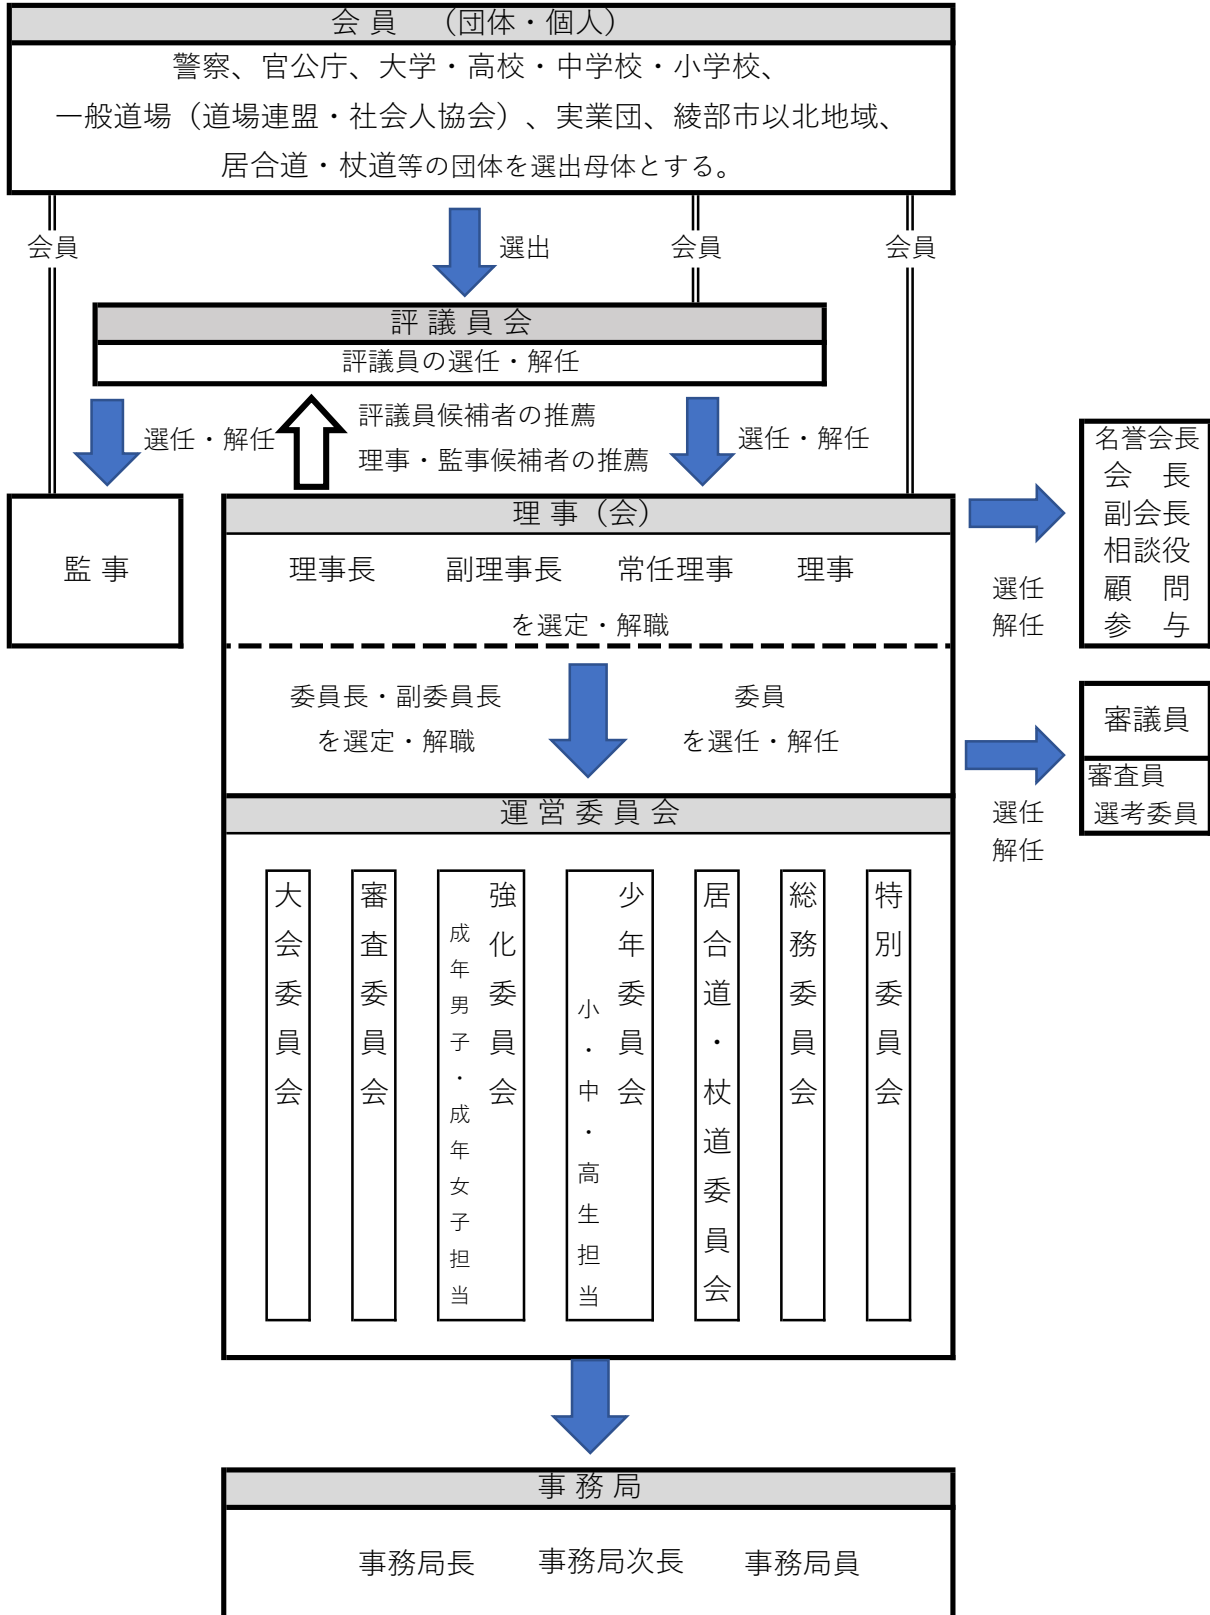 会 員　（団体・個人）
警察、官公庁、大学・高校・中学校・小学校、
一般道場（道場連盟・社会人協会）、実業団、綾部市以北地域、
居合道・杖道等の団体を選出母体とする。
会員
選出
会員
会員
評 議 員 会
評議員の選任・解任
選任・解任
評議員候補者の推薦
理事・監事候補者の推薦
選任・解任
監 事
理 事（会）
理事長　副理事長　常任理事　理事
を選定・解職
選任
解任
名誉会長
会　長
副会長
相談役
顧　問
参　与
委員長・副委員長
を選定・解職
委員
を選任・解任
選任
解任
審議員
審査員
選考委員
運 営 委 員 会
大会委員会
審査委員会
強化委員会
成年男子・成年女子担当
少年委員会
小・中・高生担当
居合道・杖道委員会
総務委員会
特別委員会
事 務 局
事務局長　事務局次長　事務局員